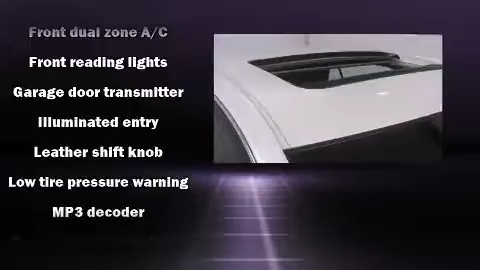 Front dual zone A/C
Front reading lights
Garage door transmitter
Illuminated entry
Leather shift knob
Low tire pressure warning
MP3 decoder